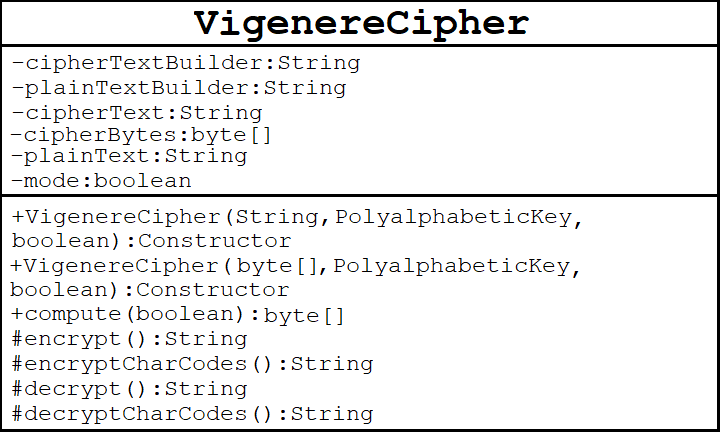 VigenereCipher
-cipherTextBuilder:String
-plainTextBuilder:String
-cipherText:String
-cipherBytes:byte[]
-plainText:String
-mode:boolean
+VigenereCipher(String,PolyalphabeticKey,
boolean):Constructor
+VigenereCipher(byte[],PolyalphabeticKey,
boolean):Constructor
+compute(boolean):byte[]
#encrypt():String
#encryptCharCodes():String
#decrypt():String
#decryptCharCodes():String